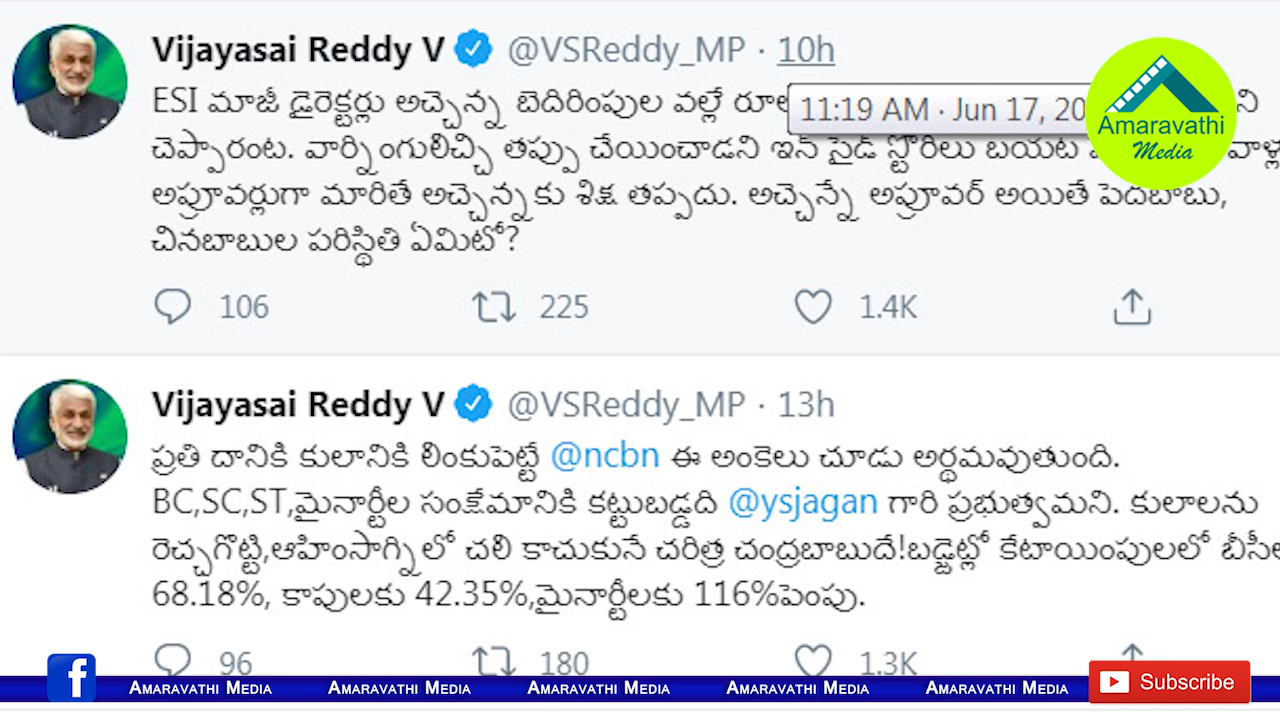 Vijayasai Reddy V @VSReddy_MP · 10h
ESI మాజీ డైరెక్టర్లు అచ్చెన్న బెదిరింపుల వల్లే
11:19 AM · Jun 17,
చెప్పారంట. వార్నింగులిచ్చి తప్పు చేయించాడని ఇన్ సైడ్ స్టోరీలు బయట
అప్రూవర్లుగా మారితే అచ్చెన్నకు శిక్ష తప్పదు. అచ్చెన్నే అప్రూవర్ అయితే పెదబాబు,
చినబాబుల పరిస్థితి ఏమిటో?
106 225 1.4K
Vijayasai Reddy V @VSReddy_MP · 13h
ప్రతి దానికి కులానికి లింకుపెట్టే @ncbn ఈ అంకెలు చూడు అర్థమవుతుంది.
BC,SC,ST,మైనార్టీల సంక్షేమానికి కట్టుబడ్డది @ysjagan గారి ప్రభుత్వమని. కులాలను
రెచ్చగొట్టి,ఆహింసాగ్నిలో చలి కాచుకునే చరిత్ర చంద్రబాబుదే!బడ్జెట్లో కేటాయింపులలో
68.18%, కాపులకు 42.35%,మైనార్టీలకు 116%పెంపు.
96 180 1.3K
Amaravathi
Media
f Amaravathi Media Amaravathi Media Amaravathi Media Amaravathi Media Amaravathi Media Subscribe